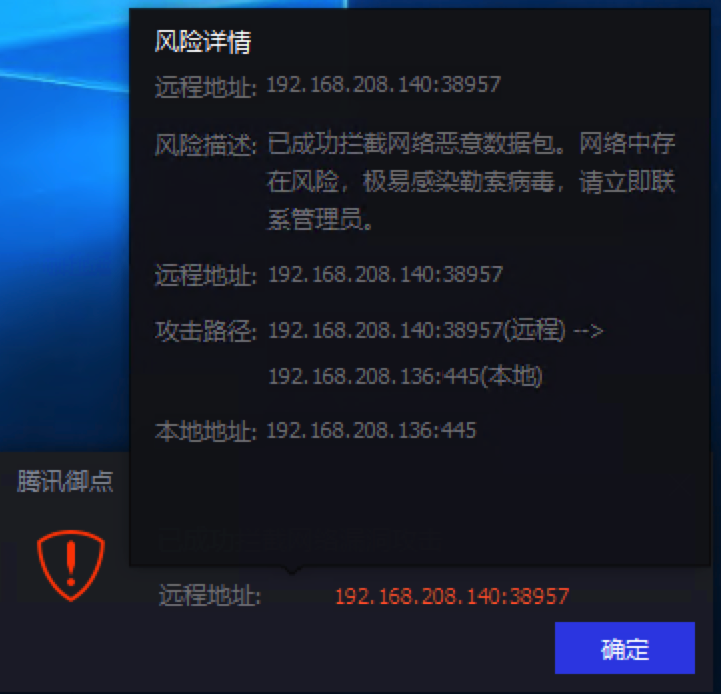 风险详情
远程地址: 192.168.208.140:38957
风险描述: 已成功拦截网络恶意数据包。网络中存
在风险，极易感染勒索病毒，请立即联
系管理员。
远程地址: 192.168.208.140:38957
攻击路径: 192.168.208.140:38957(远程) -->
192.168.208.136:445(本地)
本地地址: 192.168.208.136:445
腾讯御点
远程地址: 192.168.208.140:38957
确定